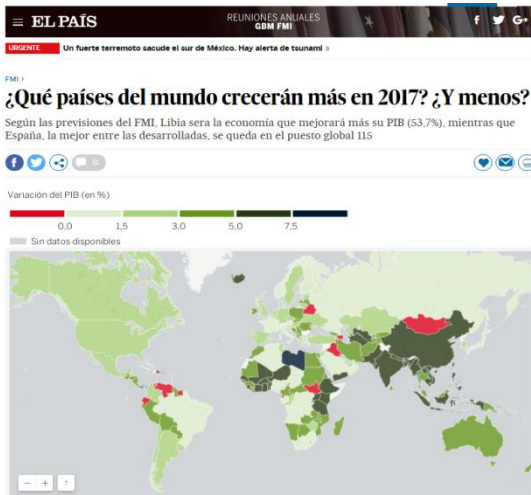 EL PAÍS
REUNIONES ANUALES
GBM FMI
f G+
URGENTE Un fuerte terremoto sacude el sur de México. Hay alerta de tsunami »
FMI ›
¿Qué países del mundo crecerán más en 2017? ¿Y menos?
Según las previsiones del FMI, Libia sera la economía que mejorará más su PIB (53,7%), mientras que
España, la mejor entre las desarrolladas, se queda en el puesto global 115
Variación del PIB (en %)
0,0 1,5 3,0 5,0 7,5
Sin datos disponibles
− + ?